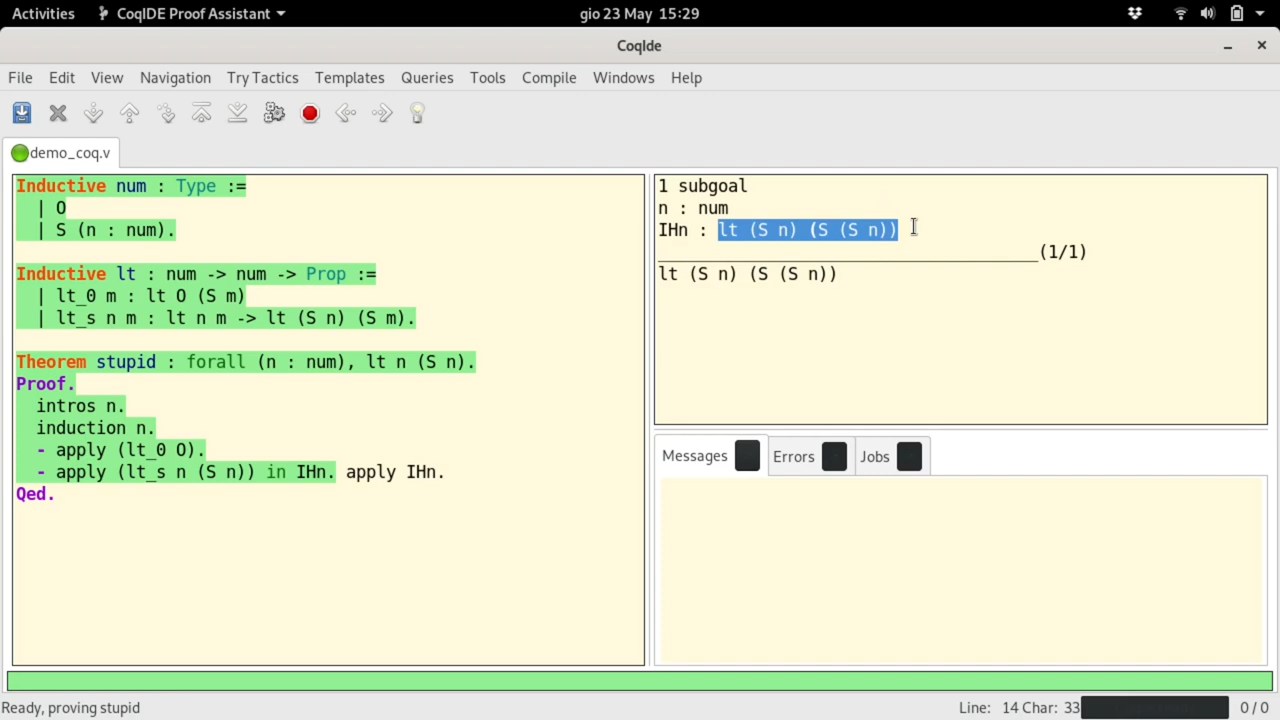 Activities CoqIDE Proof Assistant gio 23 May 15:29
CoqIde
File Edit View Navigation Try Tactics Templates Queries Tools Compile Windows Help
demo_coq.v
Inductive num : Type :=
| O
| S (n : num).
Inductive lt : num -> num -> Prop :=
| lt_0 m : lt O (S m)
| lt_s n m : lt n m -> lt (S n) (S m).
Theorem stupid : forall (n : num), lt n (S n).
Proof.
intros n.
induction n.
- apply (lt_0 O).
- apply (lt_s n (S n)) in IHn. apply IHn.
Qed.
1 subgoal
n : num
IHn : lt (S n) (S (S n))
______________________________________(1/1)
lt (S n) (S (S n))
Messages Errors Jobs
Ready, proving stupid Line: 14 Char: 33 0 / 0